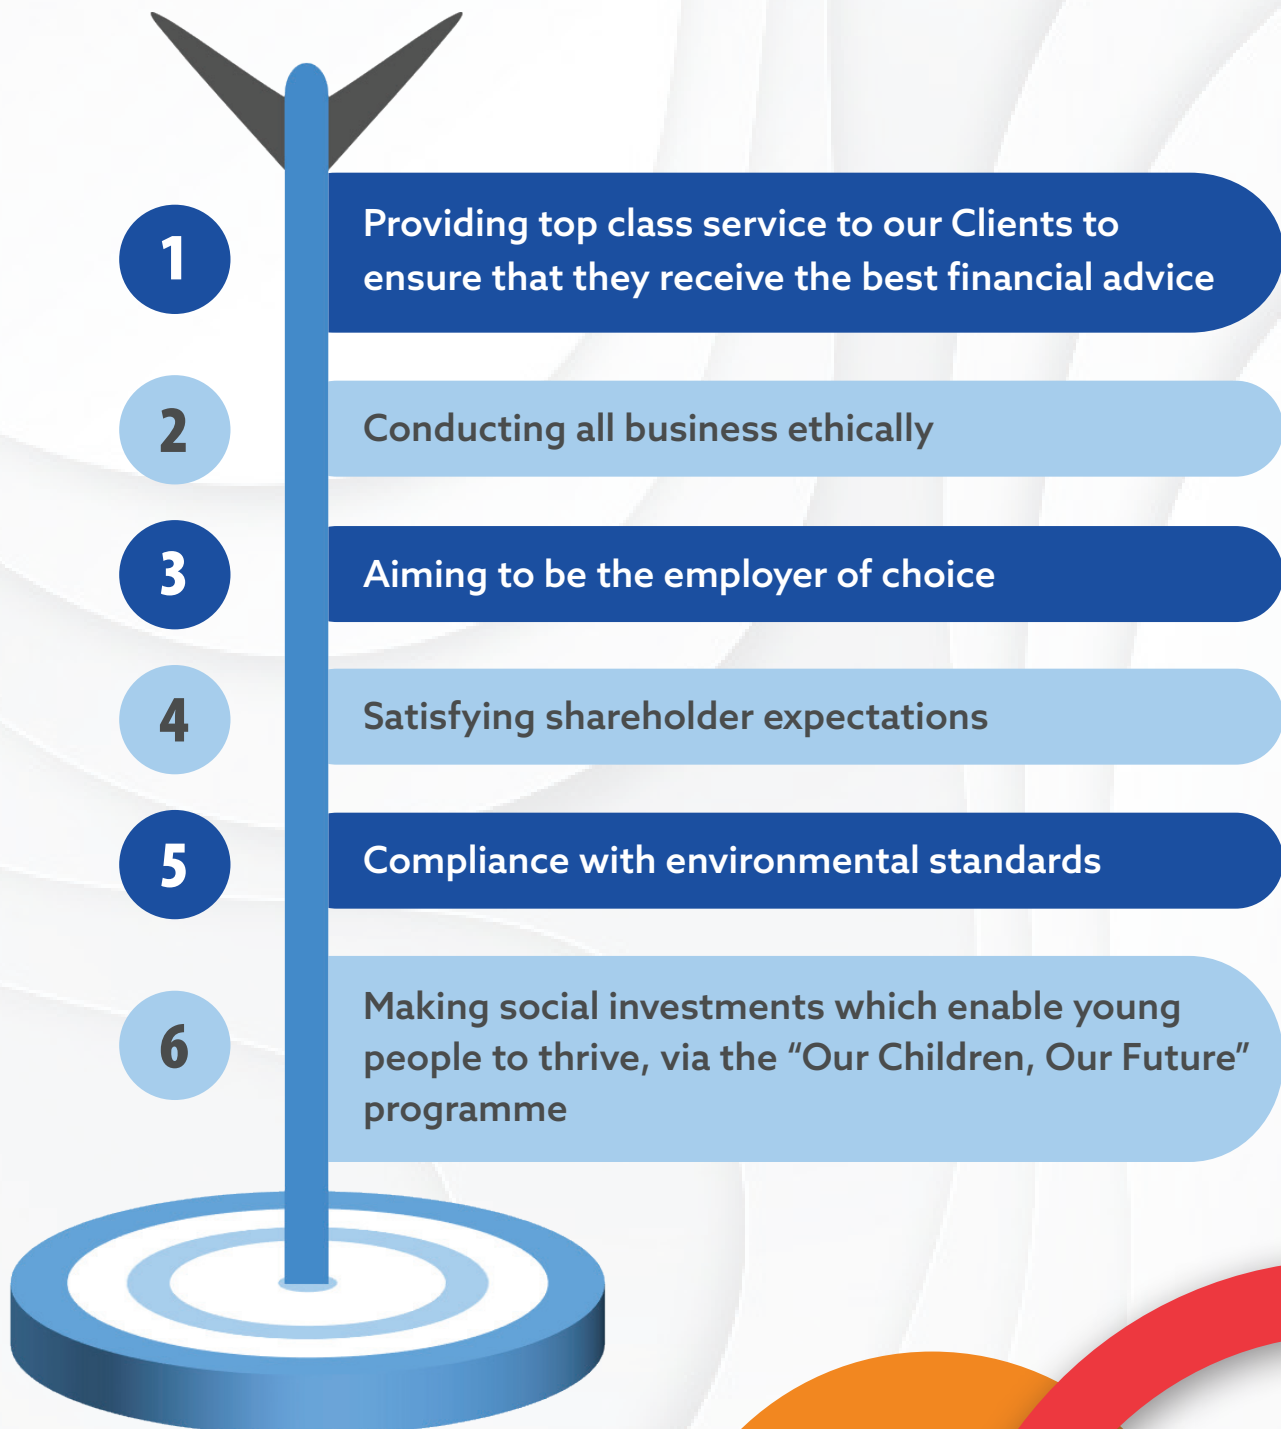 1
Providing top class service to our Clients to
ensure that they receive the best financial advice
2
Conducting all business ethically
3
Aiming to be the employer of choice
4
Satisfying shareholder expectations
5
Compliance with environmental standards
6
Making social investments which enable young
people to thrive, via the “Our Children, Our Future”
programme